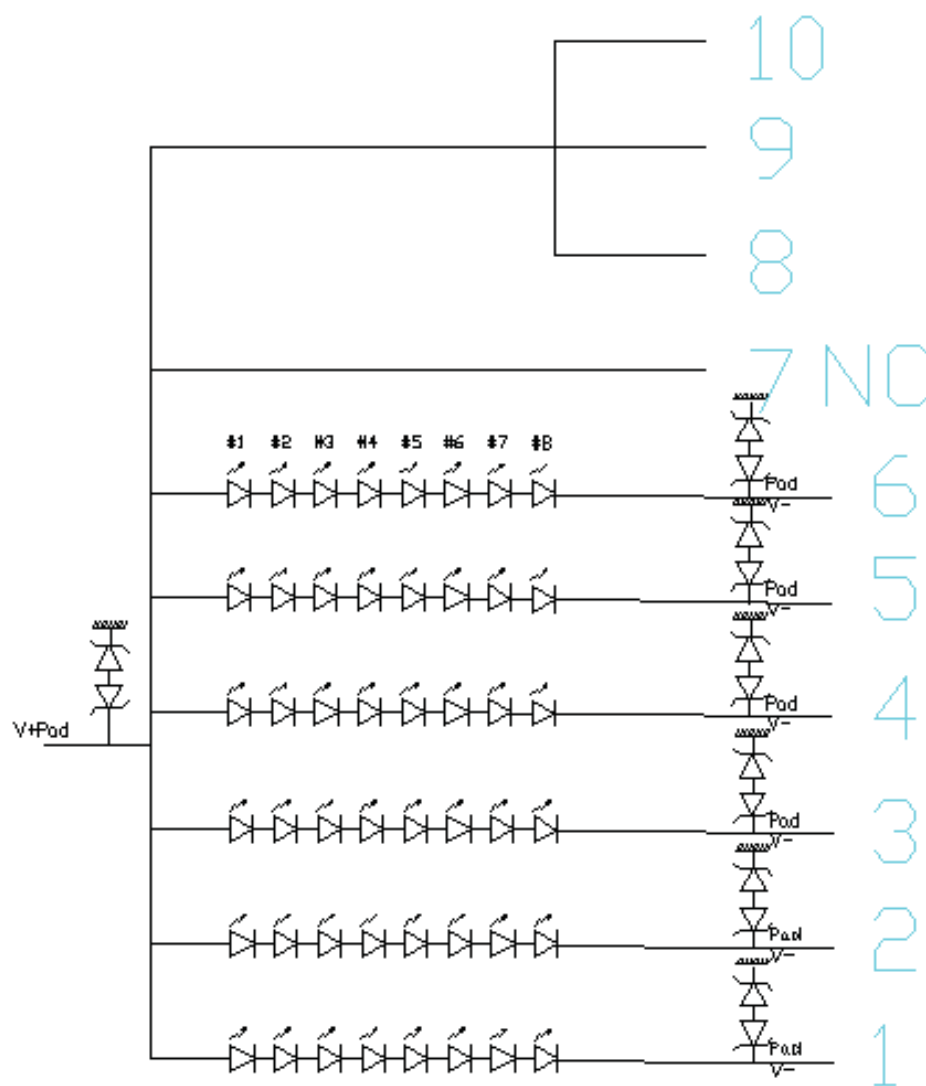 10
9
8
7 NC
#1 #2 #3 #4 #5 #6 #7 #8
Pad
V-
6
Pad
V-
5
Pad
V-
4
V+Pad
Pad
V-
3
Pad
V-
2
Pad
V-
1